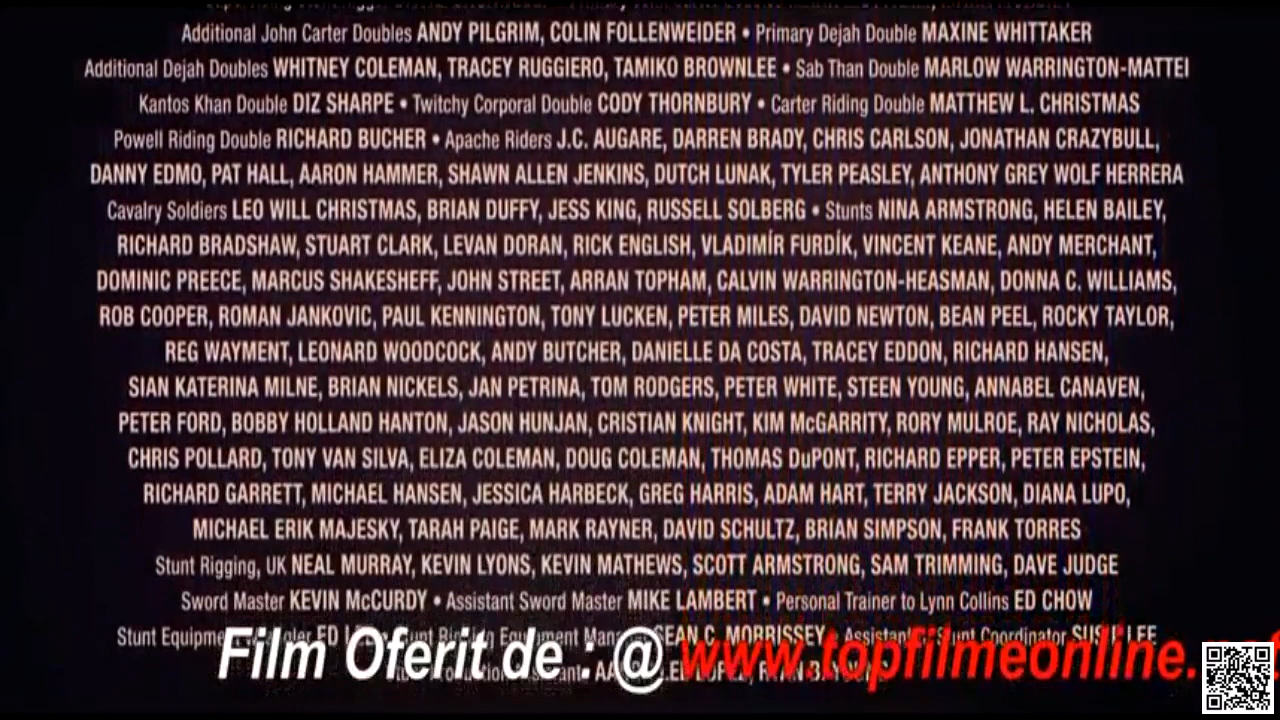 Additional John Carter Doubles ANDY PILGRIM, COLIN FOLLENWEIDER • Primary Dejah Double MAXINE WHITTAKER
Additional Dejah Doubles WHITNEY COLEMAN, TRACEY RUGGIERO, TAMIKO BROWNLEE • Sab Than Double MARLOW WARRINGTON-MATTEI
Kantos Khan Double DIZ SHARPE • Twitchy Corporal Double CODY THORNBURY • Carter Riding Double MATTHEW L. CHRISTMAS
Powell Riding Double RICHARD BUCHER • Apache Riders J.C. AUGARE, DARREN BRADY, CHRIS CARLSON, JONATHAN CRAZYBULL,
DANNY EDMO, PAT HALL, AARON HAMMER, SHAWN ALLEN JENKINS, DUTCH LUNAK, TYLER PEASLEY, ANTHONY GREY WOLF HERRERA
Cavalry Soldiers LEO WILL CHRISTMAS, BRIAN DUFFY, JESS KING, RUSSELL SOLBERG • Stunts NINA ARMSTRONG, HELEN BAILEY,
RICHARD BRADSHAW, STUART CLARK, LEVAN DORAN, RICK ENGLISH, VLADIMÍR FURDÍK, VINCENT KEANE, ANDY MERCHANT,
DOMINIC PREECE, MARCUS SHAKESHEFF, JOHN STREET, ARRAN TOPHAM, CALVIN WARRINGTON-HEASMAN, DONNA C. WILLIAMS,
ROB COOPER, ROMAN JANKOVIC, PAUL KENNINGTON, TONY LUCKEN, PETER MILES, DAVID NEWTON, BEAN PEEL, ROCKY TAYLOR,
REG WAYMENT, LEONARD WOODCOCK, ANDY BUTCHER, DANIELLE DA COSTA, TRACEY EDDON, RICHARD HANSEN,
SIAN KATERINA MILNE, BRIAN NICKELS, JAN PETRINA, TOM RODGERS, PETER WHITE, STEEN YOUNG, ANNABEL CANAVEN,
PETER FORD, BOBBY HOLLAND HANTON, JASON HUNJAN, CRISTIAN KNIGHT, KIM McGARRITY, RORY MULROE, RAY NICHOLAS,
CHRIS POLLARD, TONY VAN SILVA, ELIZA COLEMAN, DOUG COLEMAN, THOMAS DuPONT, RICHARD EPPER, PETER EPSTEIN,
RICHARD GARRETT, MICHAEL HANSEN, JESSICA HARBECK, GREG HARRIS, ADAM HART, TERRY JACKSON, DIANA LUPO,
MICHAEL ERIK MAJESKY, TARAH PAIGE, MARK RAYNER, DAVID SCHULTZ, BRIAN SIMPSON, FRANK TORRES
Stunt Rigging, UK NEAL MURRAY, KEVIN LYONS, KEVIN MATHEWS, SCOTT ARMSTRONG, SAM TRIMMING, DAVE JUDGE
Sword Master KEVIN McCURDY • Assistant Sword Master MIKE LAMBERT • Personal Trainer to Lynn Collins ED CHOW
Stunt SEAN C. MORRISSEY Stunt Coordinator LEE
Film Oferit de : @ www.topfilmeonline.